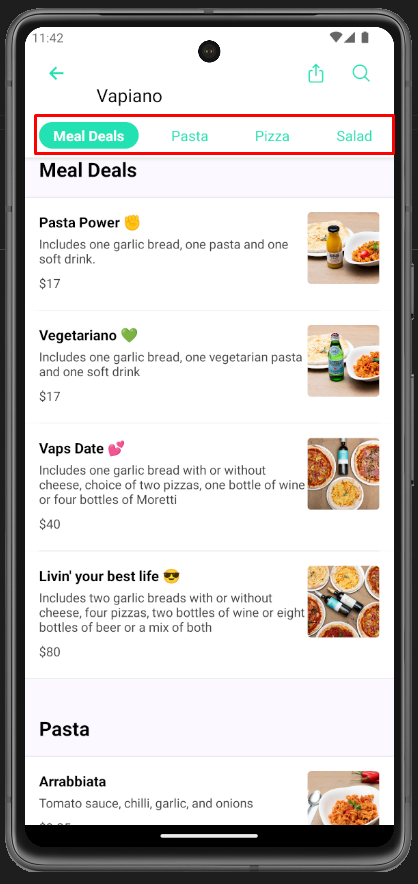 11:42
Vapiano
Meal Deals Pasta Pizza Salad
Meal Deals
Pasta Power ✊
Includes one garlic bread, one pasta and one
soft drink.
$17
Vegetariano 💚
Includes one garlic bread, one vegetarian pasta
and one soft drink
$17
Vaps Date 💕
Includes one garlic bread with or without
cheese, choice of two pizzas, one bottle of wine
or four bottles of Moretti
$40
Livin' your best life 😎
Includes two garlic breads with or without
cheese, four pizzas, two bottles of wine or eight
bottles of beer or a mix of both
$80
Pasta
Arrabbiata
Tomato sauce, chilli, garlic, and onions